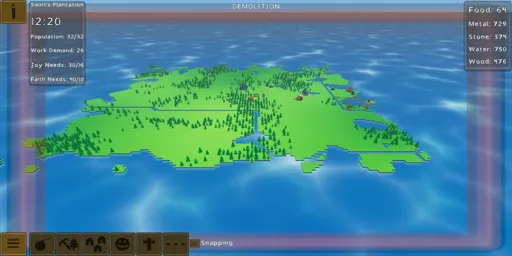 Swirl's Plantation
DEMOLITION
12:20
Population: 32/32
Work Demand: 26
Joy Needs: 30/16
Faith Needs: 40/10
Food: 64
Metal: 729
Stone: 374
Water: 750
Wood: 476
Snapping